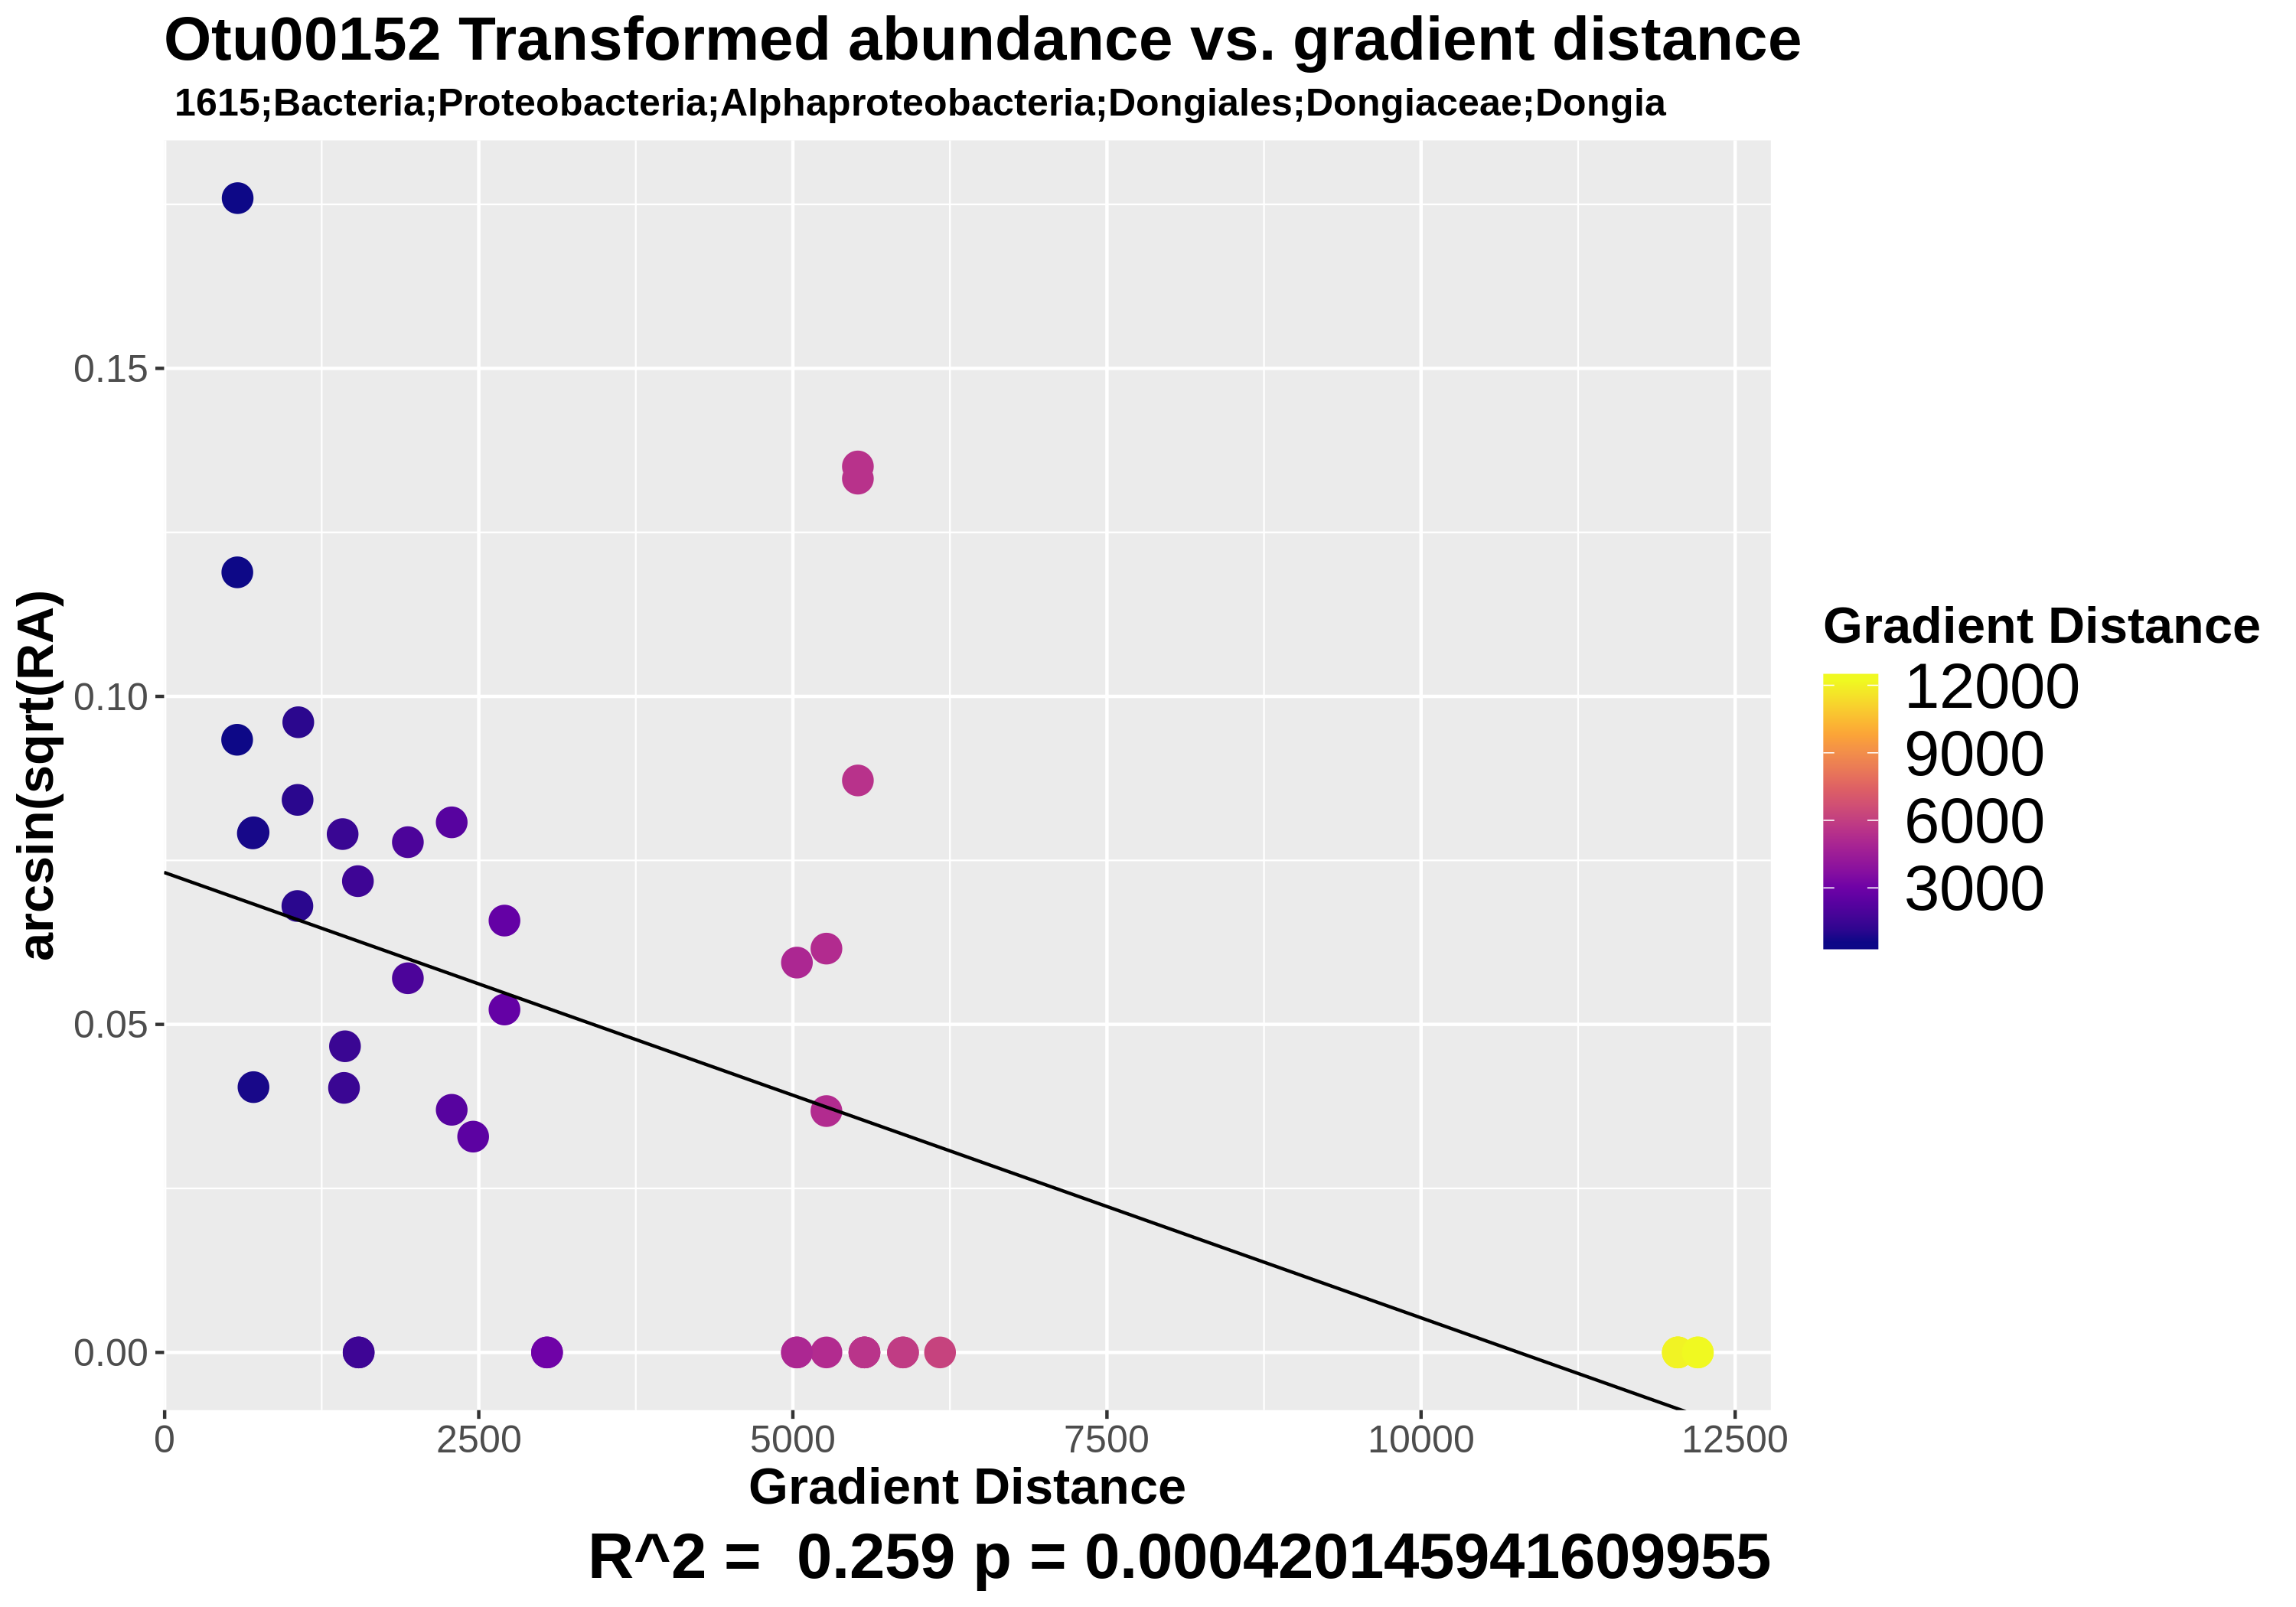 Otu00152 Transformed abundance vs. gradient distance
1615;Bacteria;Proteobacteria;Alphaproteobacteria;Dongiales;Dongiaceae;Dongia
arcsin(sqrt(RA)
0.15
0.10
0.05
0.00
0 2500 5000 7500 10000 12500
Gradient Distance
R^2 =  0.259 p = 0.000420145941609955
Gradient Distance
12000
9000
6000
3000